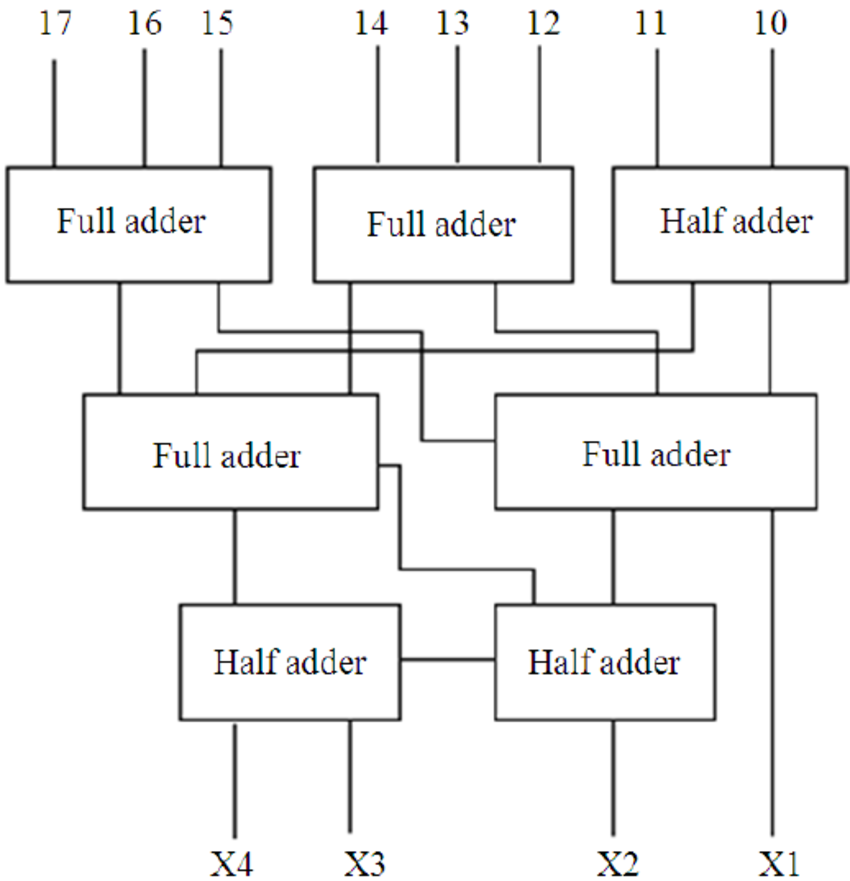 17 16 15 14 13 12 11 10
Full adder Full adder Half adder
Full adder Full adder
Half adder Half adder
X4 X3 X2 X1